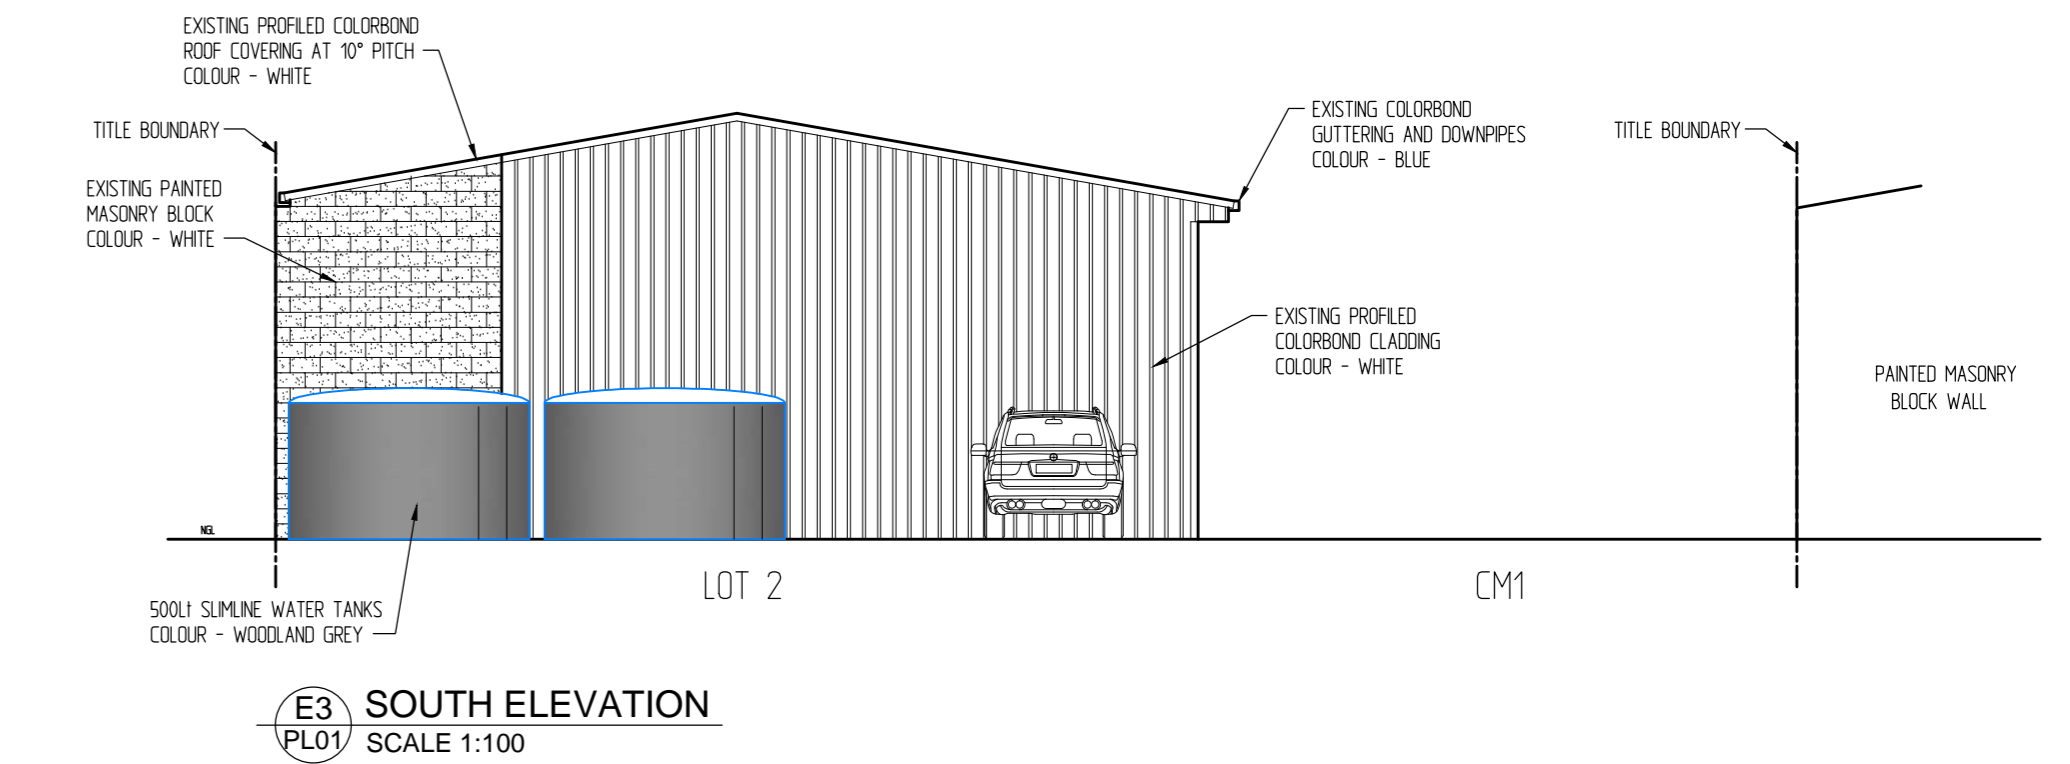 EXISTING PROFILED COLORBOND
ROOF COVERING AT 10° PITCH
COLOUR - WHITE
TITLE BOUNDARY
EXISTING PAINTED
MASONRY BLOCK
COLOUR - WHITE
EXISTING COLORBOND
GUTTERING AND DOWNPIPES
COLOUR - BLUE
TITLE BOUNDARY
EXISTING PROFILED
COLORBOND CLADDING
COLOUR - WHITE
PAINTED MASONRY
BLOCK WALL
NGL
LOT 2
CM1
500Lt SLIMLINE WATER TANKS
COLOUR - WOODLAND GREY
E3
PL01
SOUTH ELEVATION
SCALE 1:100